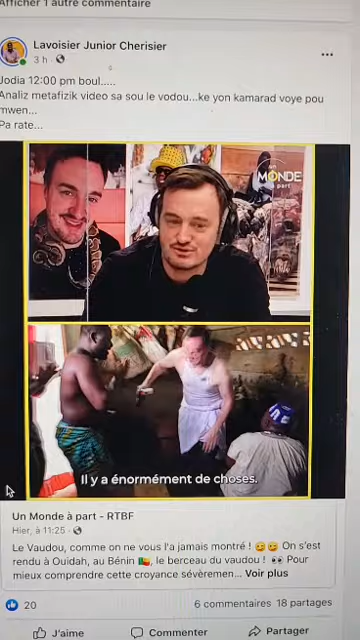 Afficher 1 autre commentaire
Lavoisier Junior Cherisier
3 h
Jodia 12:00 pm boul.....
Analiz metafizik video sa sou le vodou...ke yon kamarad voye pou
mwen...
Pa rate...
un
MONDE
à part
Il y a énormément de choses.
Un Monde à part - RTBF
Hier, à 11:25
Le Vaudou, comme on ne vous l'a jamais montré ! 😄😄 On s'est
rendu à Ouidah, au Bénin 🇧🇯, le berceau du vaudou ! 👀 Pour
mieux comprendre cette croyance sévèremen... Voir plus
20
6 commentaires 18 partages
J'aime
Commenter
Partager